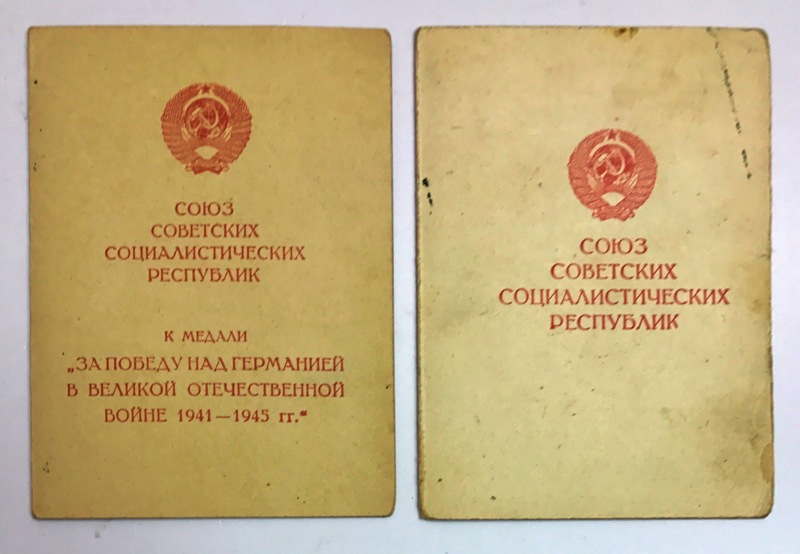 СОЮЗ
СОВЕТСКИХ
СОЦИАЛИСТИЧЕСКИХ
РЕСПУБЛИК
К МЕДАЛИ
„ЗА ПОБЕДУ НАД ГЕРМАНИЕЙ
В ВЕЛИКОЙ ОТЕЧЕСТВЕННОЙ
ВОЙНЕ 1941—1945 гг.“
СОЮЗ
СОВЕТСКИХ
СОЦИАЛИСТИЧЕСКИХ
РЕСПУБЛИК